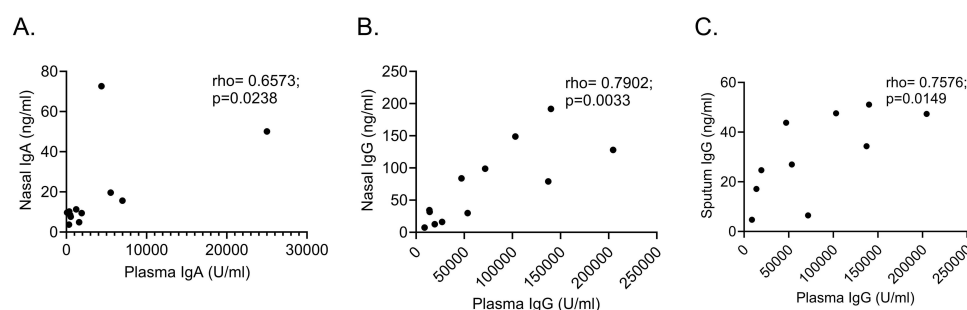 A.
B.
C.
rho= 0.6573;
p=0.0238
80
60
40
20
0
Nasal IgA (ng/ml)
0
10000
20000
30000
Plasma IgA (U/ml)
rho= 0.7902;
p=0.0033
250
200
150
100
50
0
Nasal IgG (ng/ml)
0
50000
100000
150000
200000
250000
Plasma IgG (U/ml)
rho= 0.7576;
p=0.0149
60
40
20
0
Sputum IgG (ng/ml)
0
50000
100000
150000
200000
250000
Plasma IgG (U/ml)